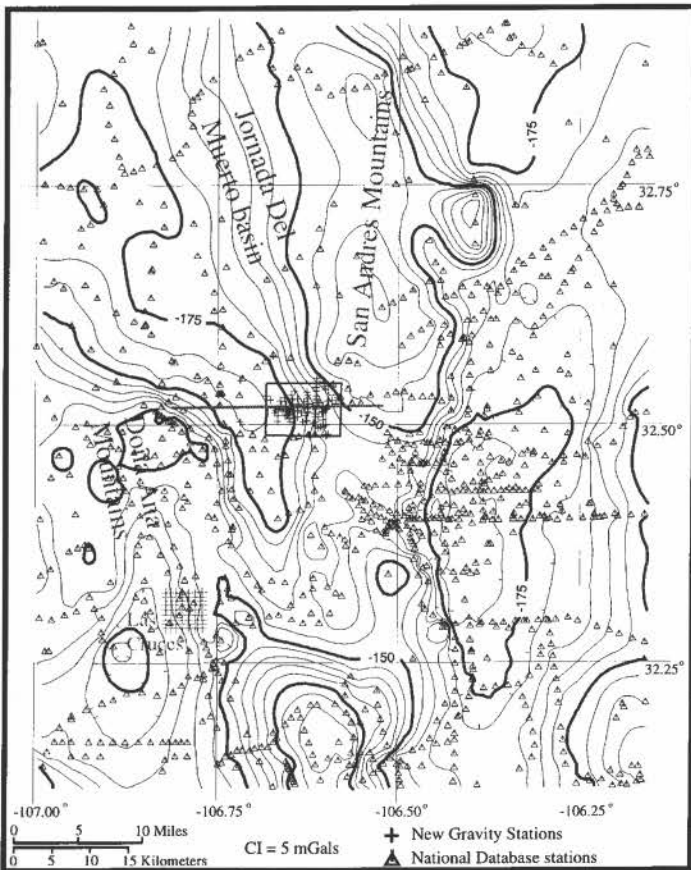 -175
Jornada Del
Muerto basin
San Andres Mountains
32.75°
-175
-150
32.50°
Dona Ana
Mountains
-175
Las
Cruces
-150
32.25°
-107.00°
-106.75°
-106.50°
-106.25°
0 5 10 Miles
0 5 10 15 Kilometers
CI = 5 mGals
New Gravity Stations
National Database stations